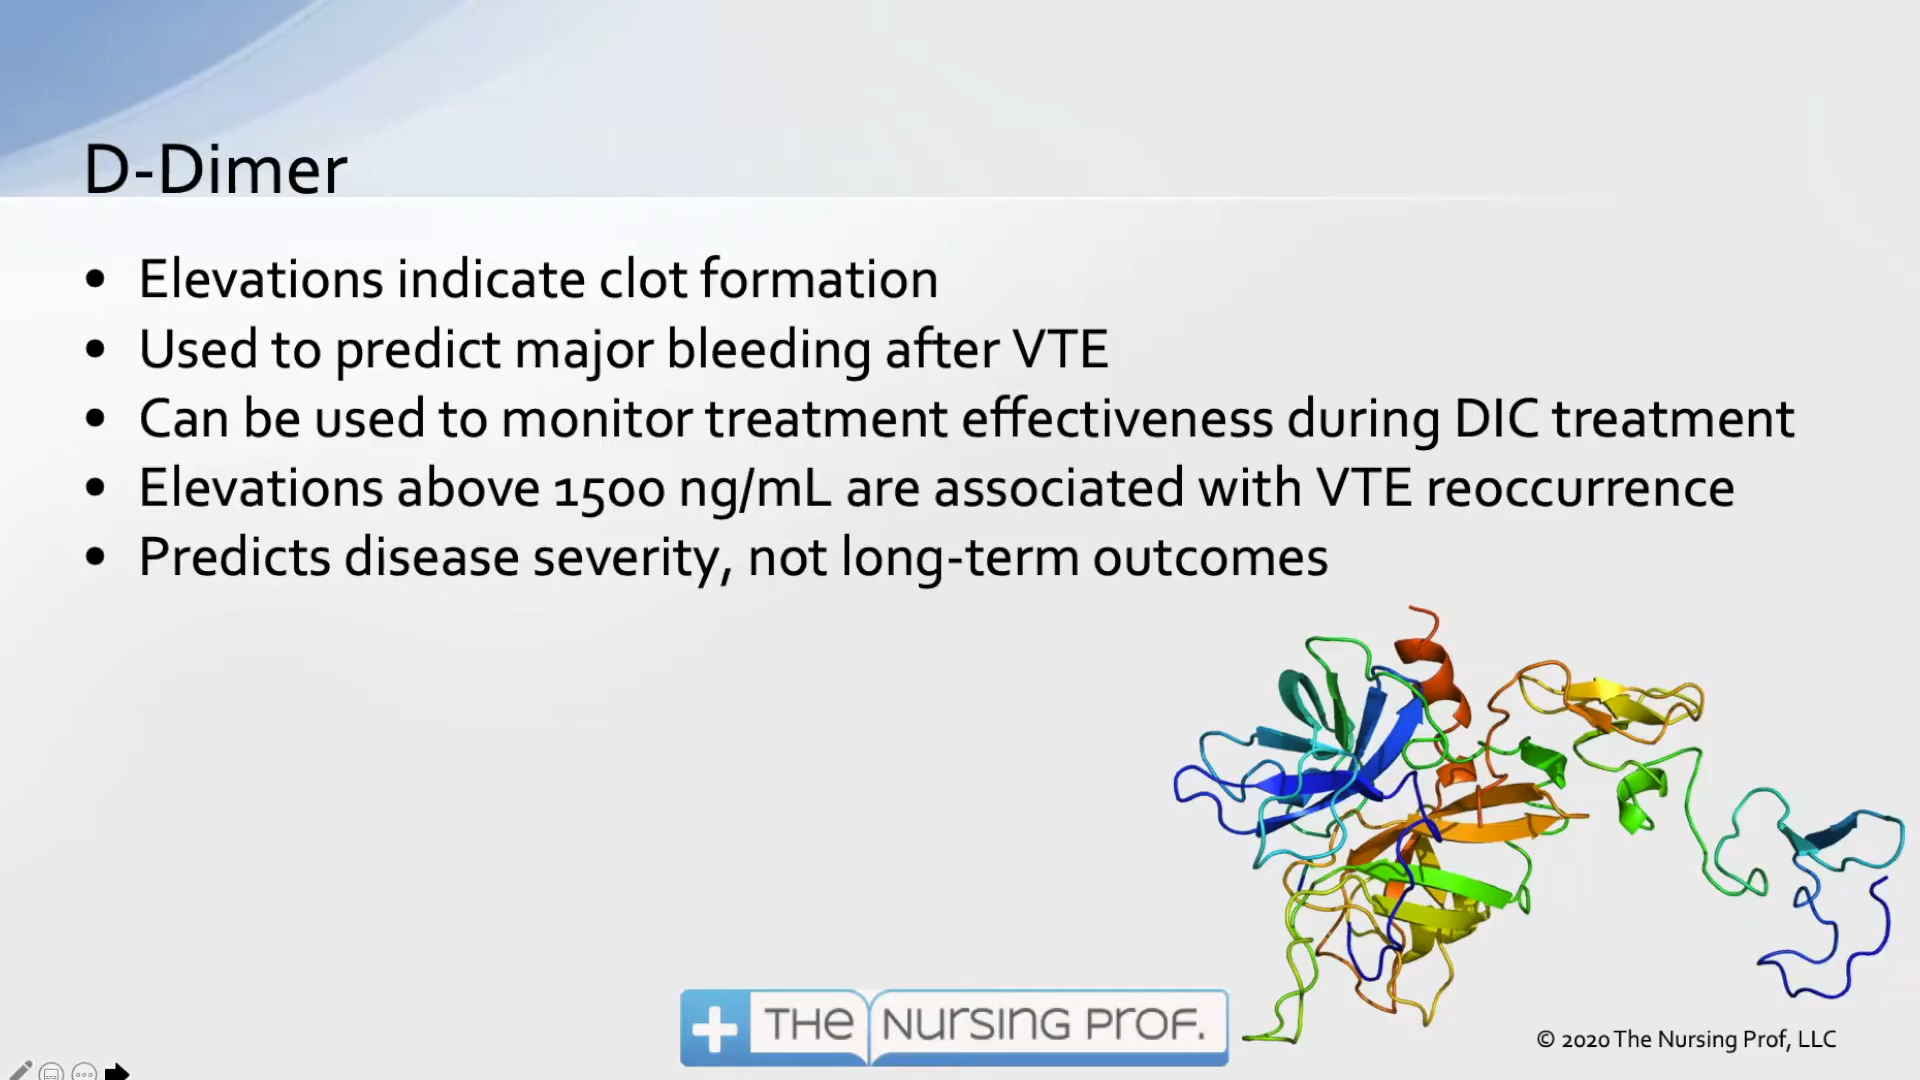 D-Dimer
• Elevations indicate clot formation
• Used to predict major bleeding after VTE
• Can be used to monitor treatment effectiveness during DIC treatment
• Elevations above 1500 ng/mL are associated with VTE reoccurrence
• Predicts disease severity, not long-term outcomes
THE NURSING PROF.
© 2020 The Nursing Prof, LLC